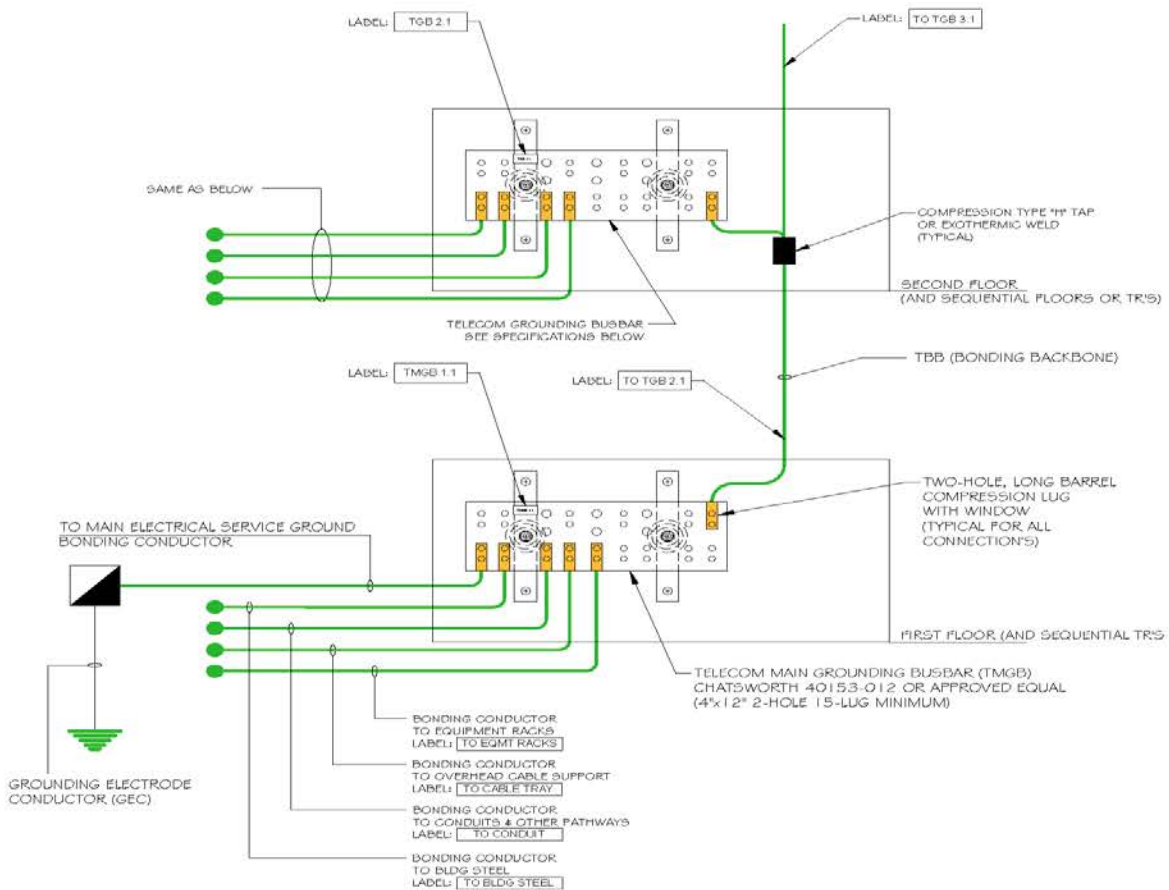 LABEL: TGB 2.1
LABEL: TO TGB 3.1
SAME AS BELOW
COMPRESSION TYPE "H" TAP
OR EXOTHERMIC WELD
(TYPICAL)
SECOND FLOOR
(AND SEQUENTIAL FLOORS OR TR'S)
TELECOM GROUNDING BUSBAR
SEE SPECIFICATIONS BELOW
TBB (BONDING BACKBONE)
LABEL: TMGB 1.1
LABEL: TO TGB 2.1
TWO-HOLE, LONG BARREL
COMPRESSION LUG
WITH WINDOW
(TYPICAL FOR ALL
CONNECTION'S)
TO MAIN ELECTRICAL SERVICE GROUND
BONDING CONDUCTOR
FIRST FLOOR (AND SEQUENTIAL TR'S
TELECOM MAIN GROUNDING BUSBAR (TMGB)
CHATSWORTH 40153-012 OR APPROVED EQUAL
(4"x12" 2-HOLE 15-LUG MINIMUM)
BONDING CONDUCTOR
TO EQUIPMENT RACKS
LABEL: TO EQMT RACKS
BONDING CONDUCTOR
TO OVERHEAD CABLE SUPPORT
LABEL: TO CABLE TRAY
BONDING CONDUCTOR
TO CONDUITS & OTHER PATHWAYS
LABEL: TO CONDUIT
BONDING CONDUCTOR
TO BLDG STEEL
LABEL: TO BLDG STEEL
GROUNDING ELECTRODE
CONDUCTOR (GEC)